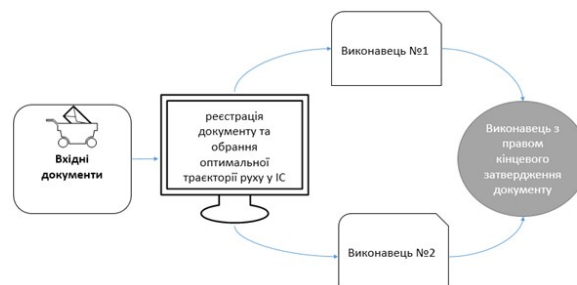 Вхідні
документи
реєстрація
документу та
обрання
оптимальної
траєкторії руху у ІС
Виконавець №1
Виконавець №2
Виконавець з
правом
кінцевого
затвердження
документу